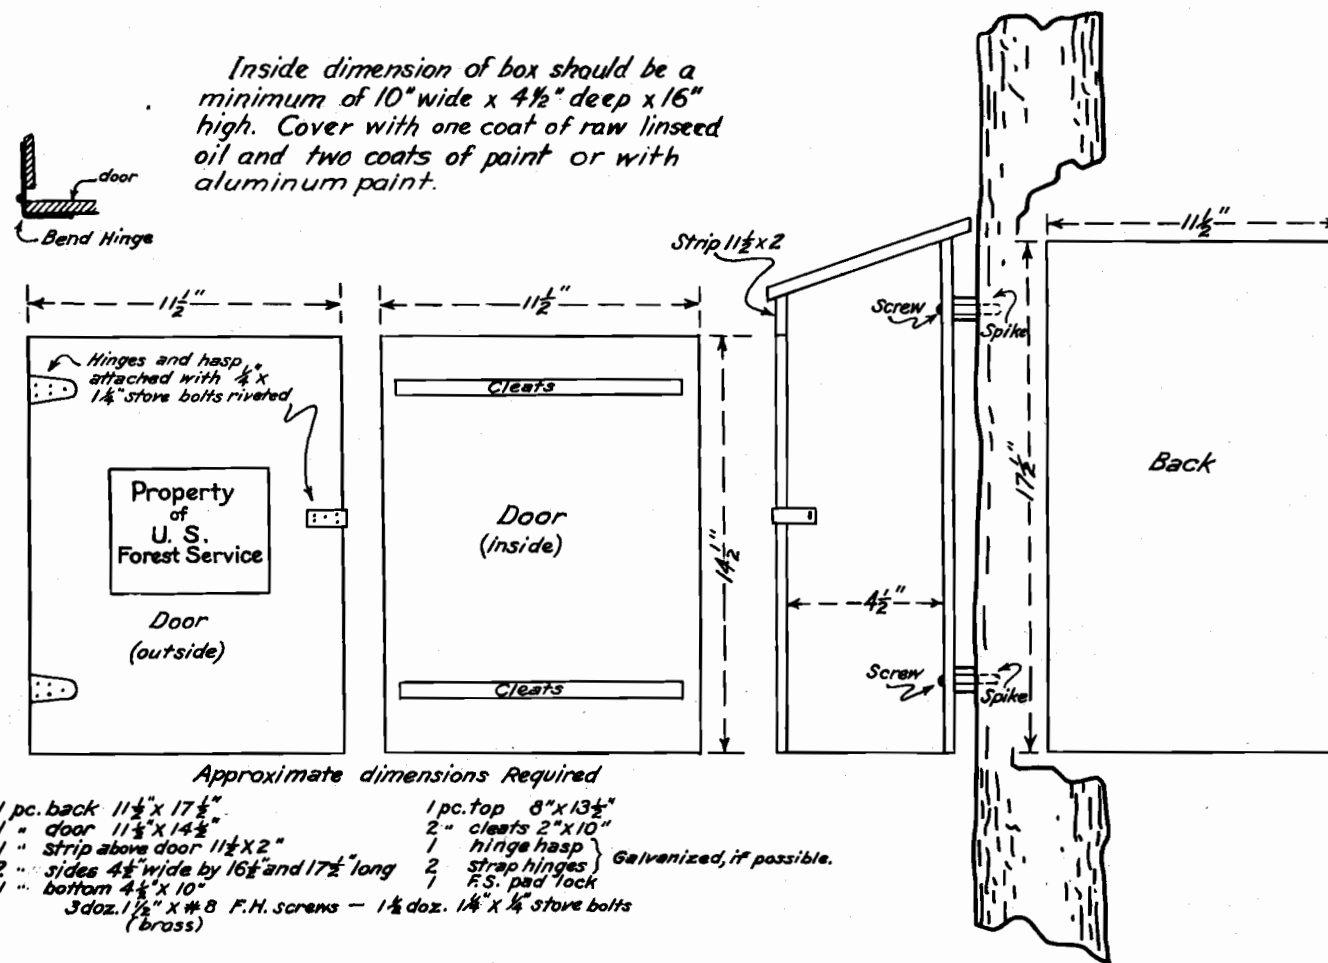 Inside dimension of box should be a
minimum of 10" wide x 4½" deep x 16"
high. Cover with one coat of raw linseed
oil and two coats of paint or with
aluminum paint.
door
Bend Hinge
11½"
Hinges and hasp
attached with ¼" x
1¼" stove bolts riveted
Property
of
U. S.
Forest Service
Door
(outside)
11½"
Cleats
Door
(inside)
Cleats
14½"
Strip 11½ x 2
Screw
Spike
4½"
Screw
Spike
11½"
17½"
Back
Approximate dimensions Required
1 pc. back 11½" x 17½"
1 " door 11½" x 14½"
1 " strip above door 11½ x 2"
2 " sides 4½" wide by 16½" and 17½" long
1 " bottom 4½" x 10"
3 doz. 1½" x #8 F.H. screws - 1½ doz. 1¼" x ¼" stove bolts
(brass)
1 pc. top 8" x 13½"
2 " cleats 2" x 10"
1 hinge hasp
2 strap hinges
Galvanized, if possible.
1 F.S. pad lock